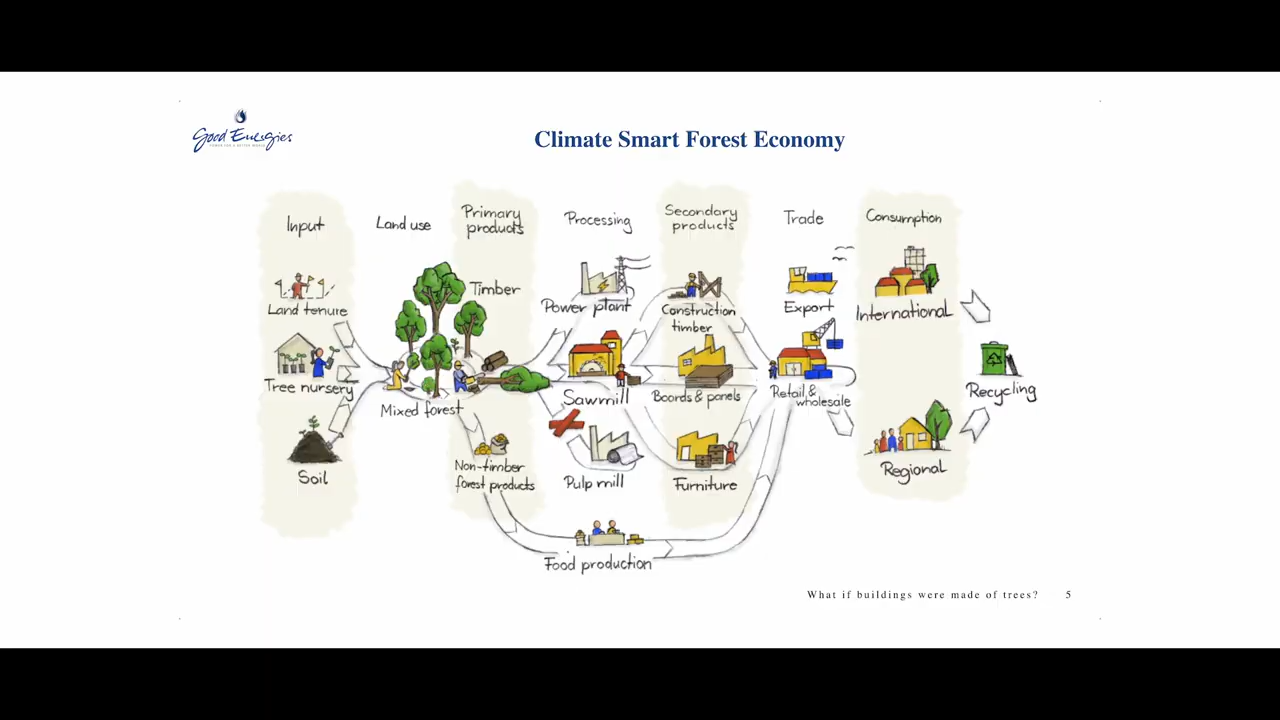 Good Energies
Climate Smart Forest Economy
Input
Land use
Primary
products
Processing
Secondary
products
Trade
Consumption
Land tenure
Tree nursery
Soil
Mixed forest
Timber
Non-timber
forest products
Power plant
Sawmill
Pulp mill
Food production
Construction
timber
Boards & panels
Furniture
Export
Retail &
wholesale
International
Regional
Recycling
What if buildings were made of trees? 5